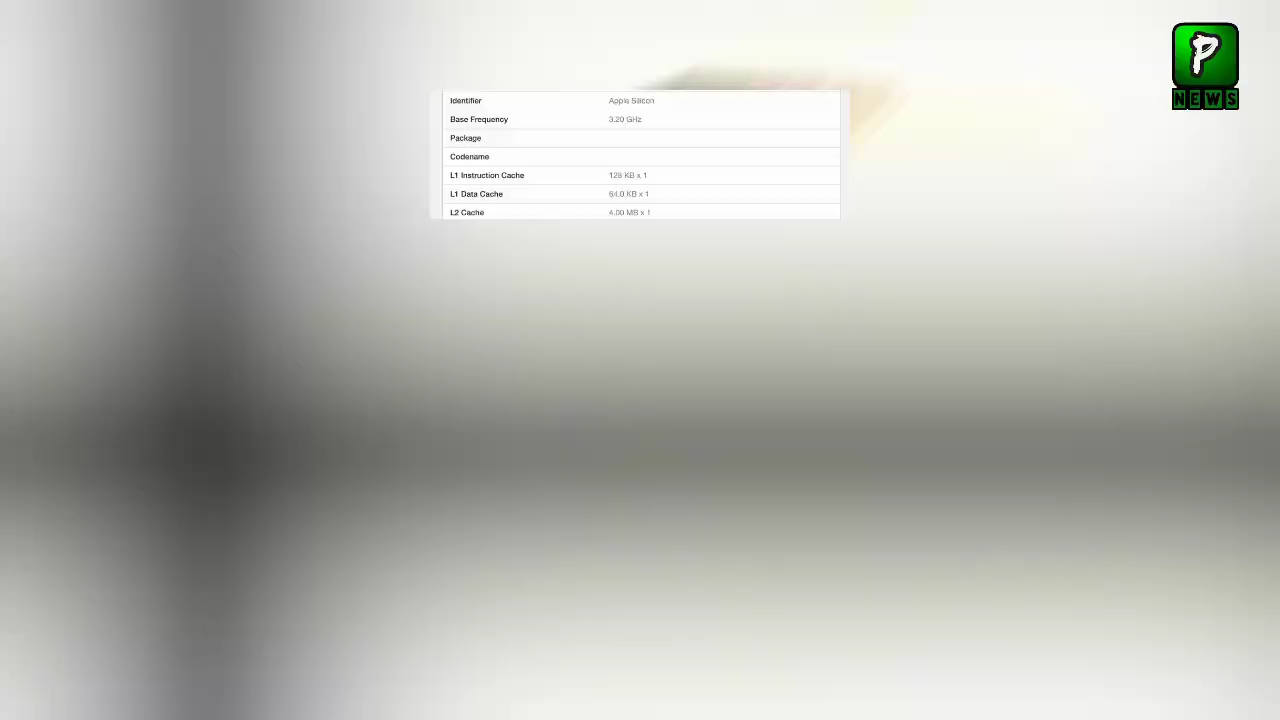 P
NEWS
Identifier Apple Silicon
Base Frequency 3.20 GHz
Package
Codename
L1 Instruction Cache 128 KB x 1
L1 Data Cache 64.0 KB x 1
L2 Cache 4.00 MB x 1